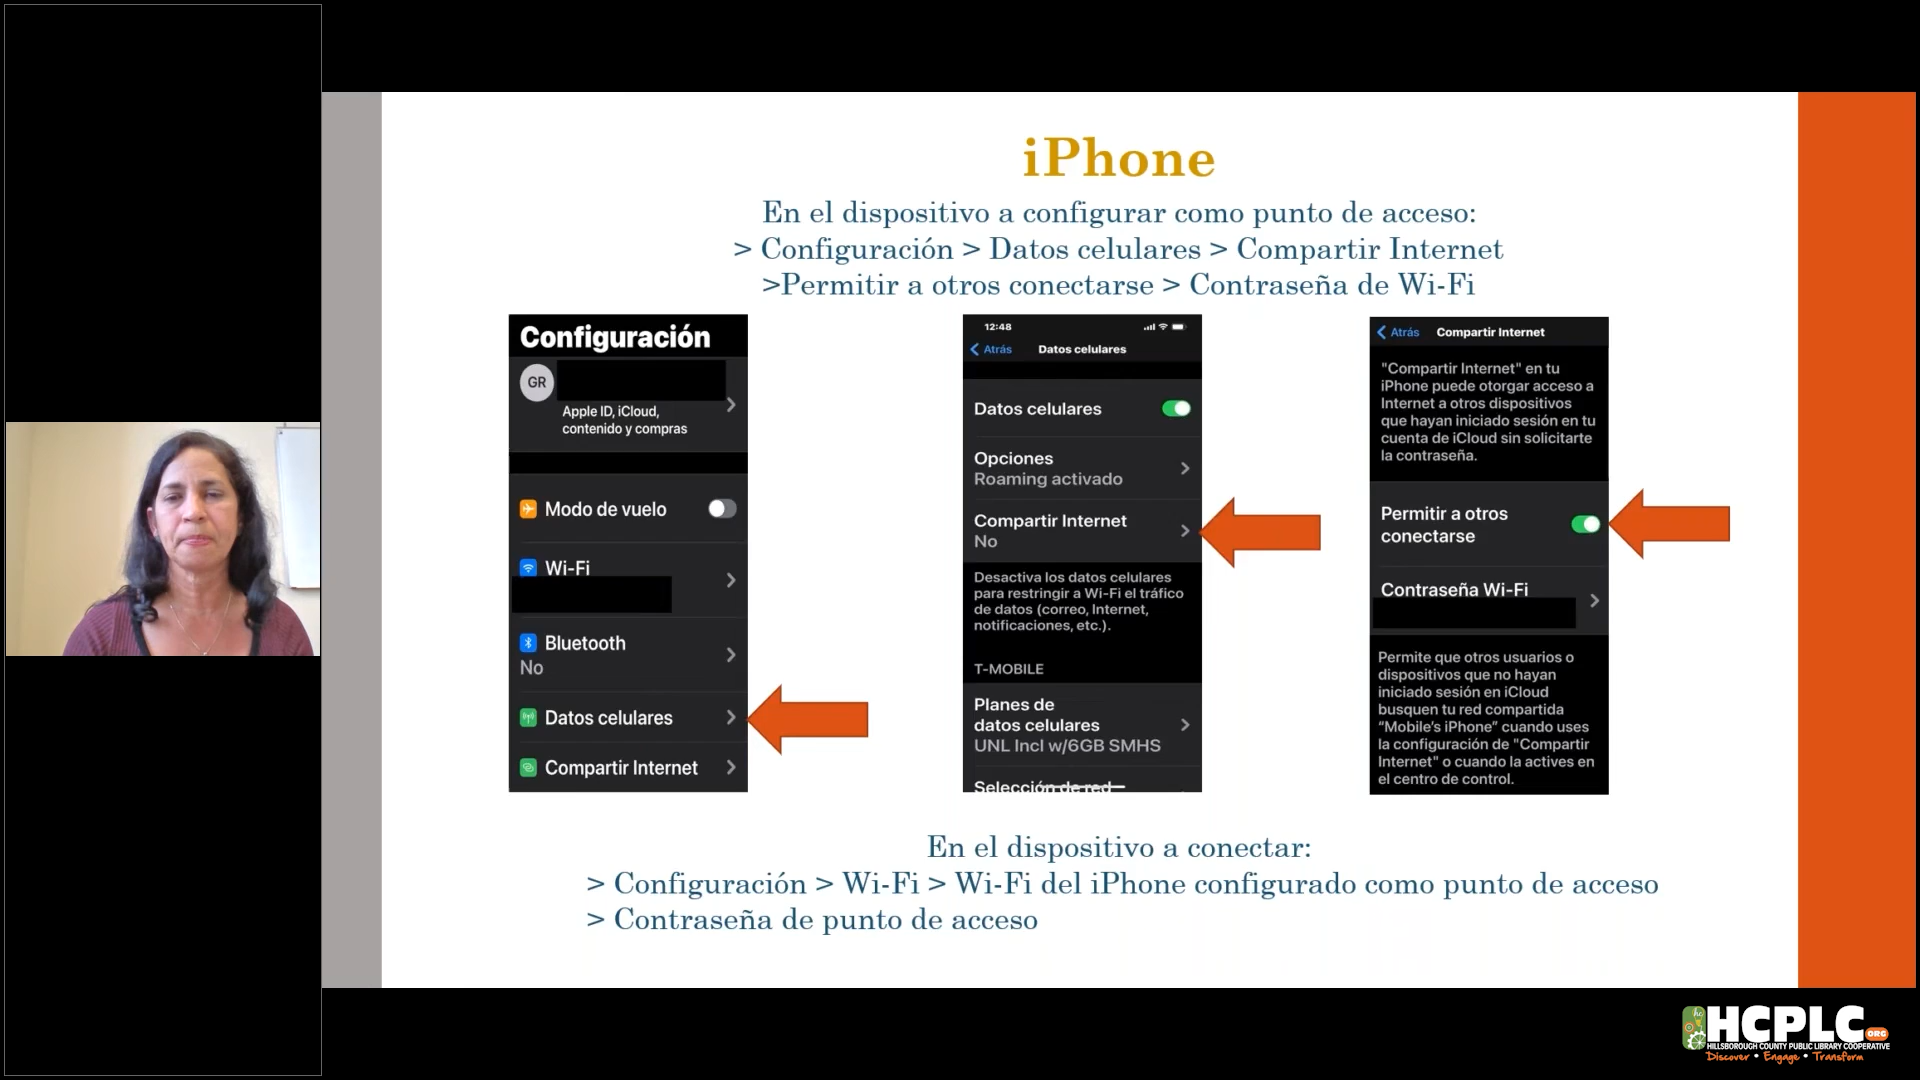 iPhone
En el dispositivo a configurar como punto de acceso:
> Configuración > Datos celulares > Compartir Internet
>Permitir a otros conectarse > Contraseña de Wi-Fi
Configuración
GR
Apple ID, iCloud,
contenido y compras
Modo de vuelo
Wi-Fi
Bluetooth
No
Datos celulares
Compartir Internet
12:48
Atrás
Datos celulares
Datos celulares
Opciones
Roaming activado
Compartir Internet
No
Desactiva los datos celulares
para restringir a Wi-Fi el tráfico
de datos (correo, Internet,
notificaciones, etc.).
T-MOBILE
Planes de
datos celulares
UNL Incl w/6GB SMHS
Selección de red
Atrás
Compartir Internet
"Compartir Internet" en tu
iPhone puede otorgar acceso a
Internet a otros dispositivos
que hayan iniciado sesión en tu
cuenta de iCloud sin solicitarte
la contraseña.
Permitir a otros
conectarse
Contraseña Wi-Fi
Permite que otros usuarios o
dispositivos que no hayan
iniciado sesión en iCloud
busquen tu red compartida
“Mobile's iPhone” cuando uses
la configuración de "Compartir
Internet" o cuando la actives en
el centro de control.
En el dispositivo a conectar:
> Configuración > Wi-Fi > Wi-Fi del iPhone configurado como punto de acceso
> Contraseña de punto de acceso
hc
HCPLC.ORG
HILLSBOROUGH COUNTY PUBLIC LIBRARY COOPERATIVE
Discover • Engage • Transform